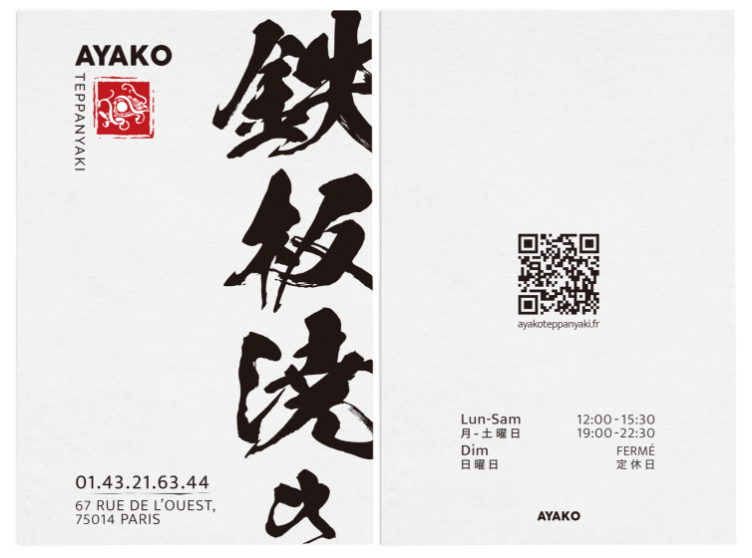 AYAKO
TEPPANYAKI
鉄板焼き
01.43.21.63.44
67 RUE DE L'OUEST,
75014 PARIS
ayakoteppanyaki.fr
Lun-Sam 12:00-15:30
月-土曜日 19:00-22:30
Dim FERMÉ
日曜日 定休日
AYAKO